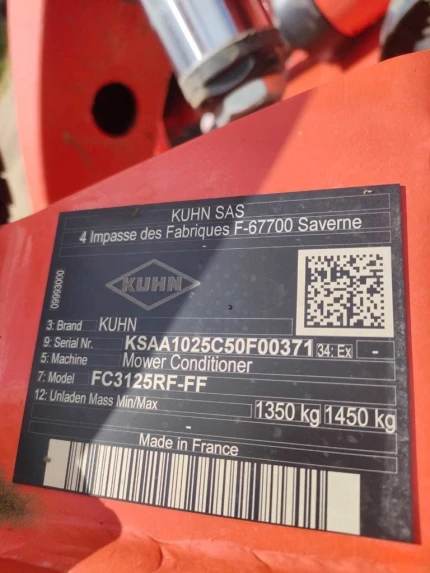 KUHN SAS
4 Impasse des Fabriques F-67700 Saverne
09993000
KUHN
3: Brand KUHN
9: Serial Nr. KSAA1025C50F00371 34: Ex -
5: Machine Mower Conditioner
7: Model FC3125RF-FF
12: Unladen Mass Min/Max 1350 kg 1450 kg
-
Made in France